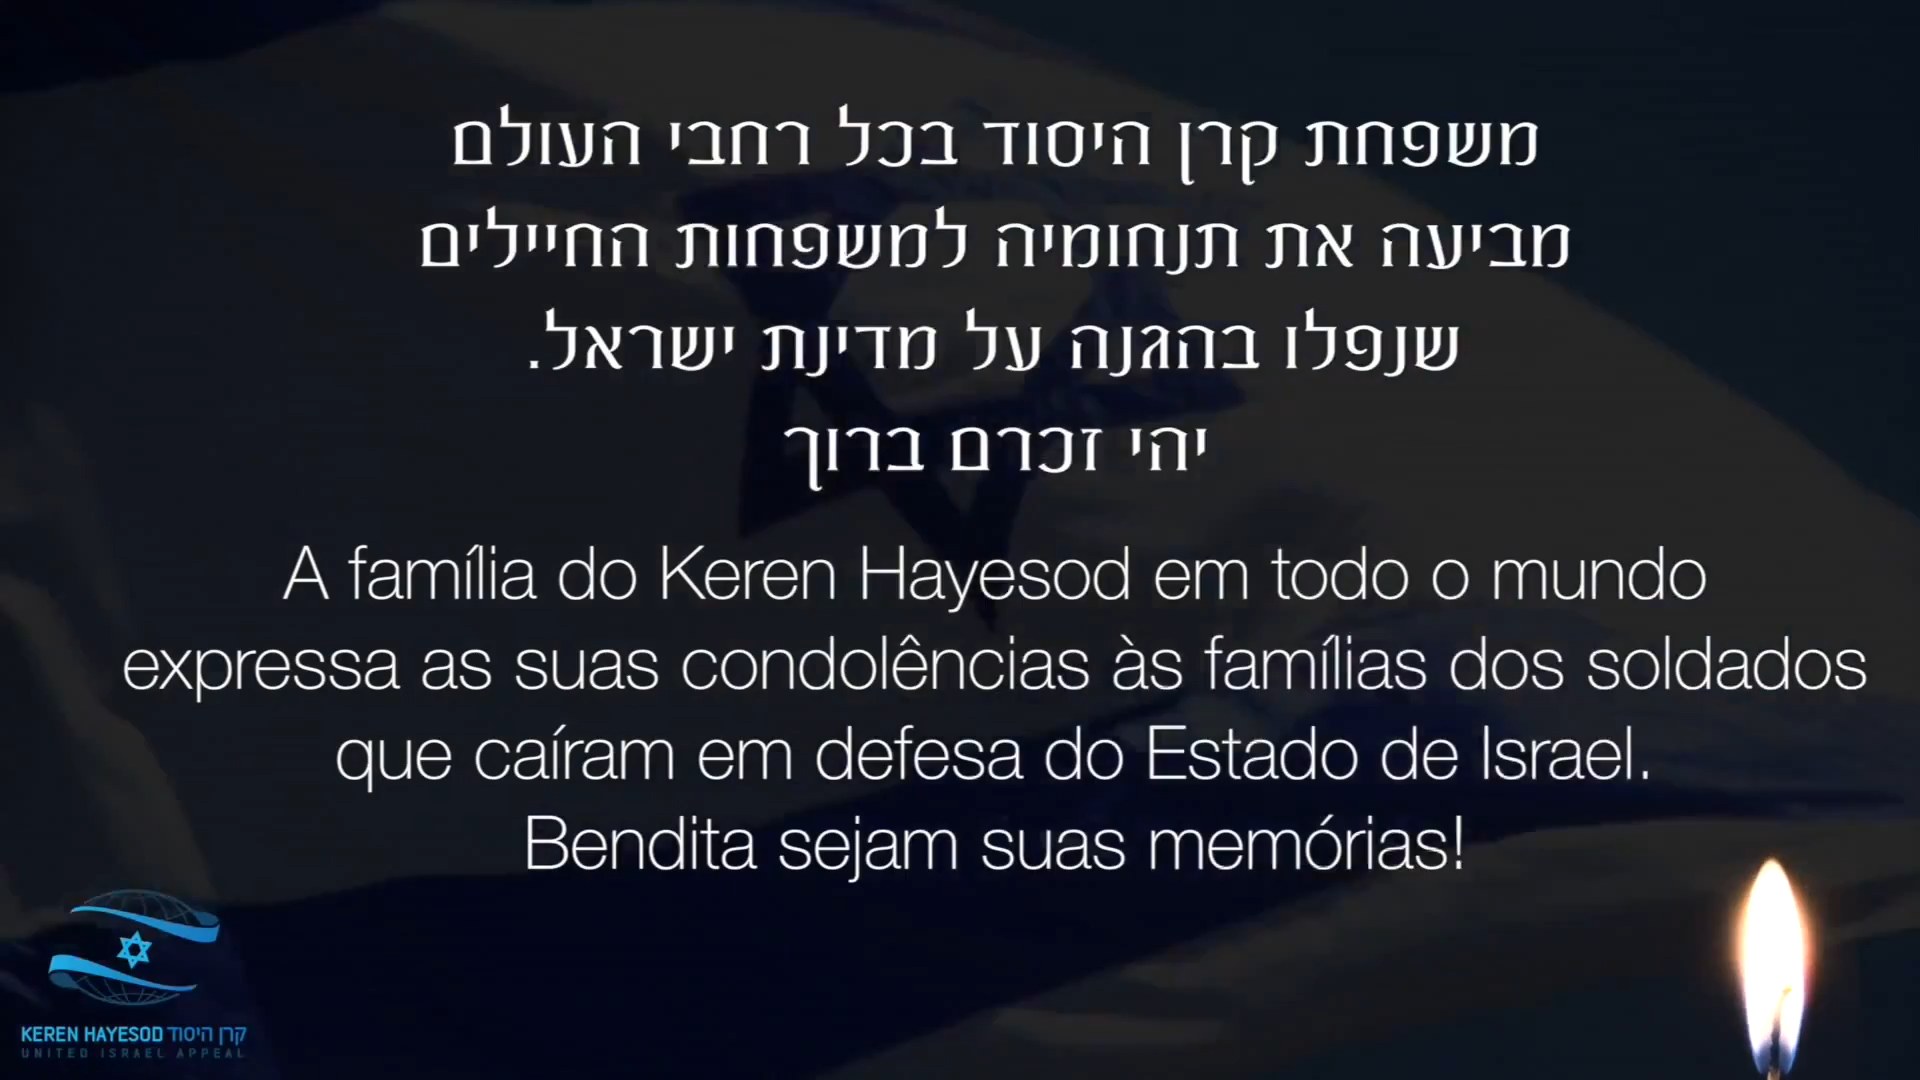 משפחת קרן היסוד בכל רחבי העולם
מביעה את תנחומיה למשפחות החיילים
שנפלו בהגנה על מדינת ישראל.
יהי זכרם ברוך
A família do Keren Hayesod em todo o mundo
expressa as suas condolências às famílias dos soldados
que caíram em defesa do Estado de Israel.
Bendita sejam suas memórias!
KEREN HAYESOD קרן היסוד
UNITED ISRAEL APPEAL